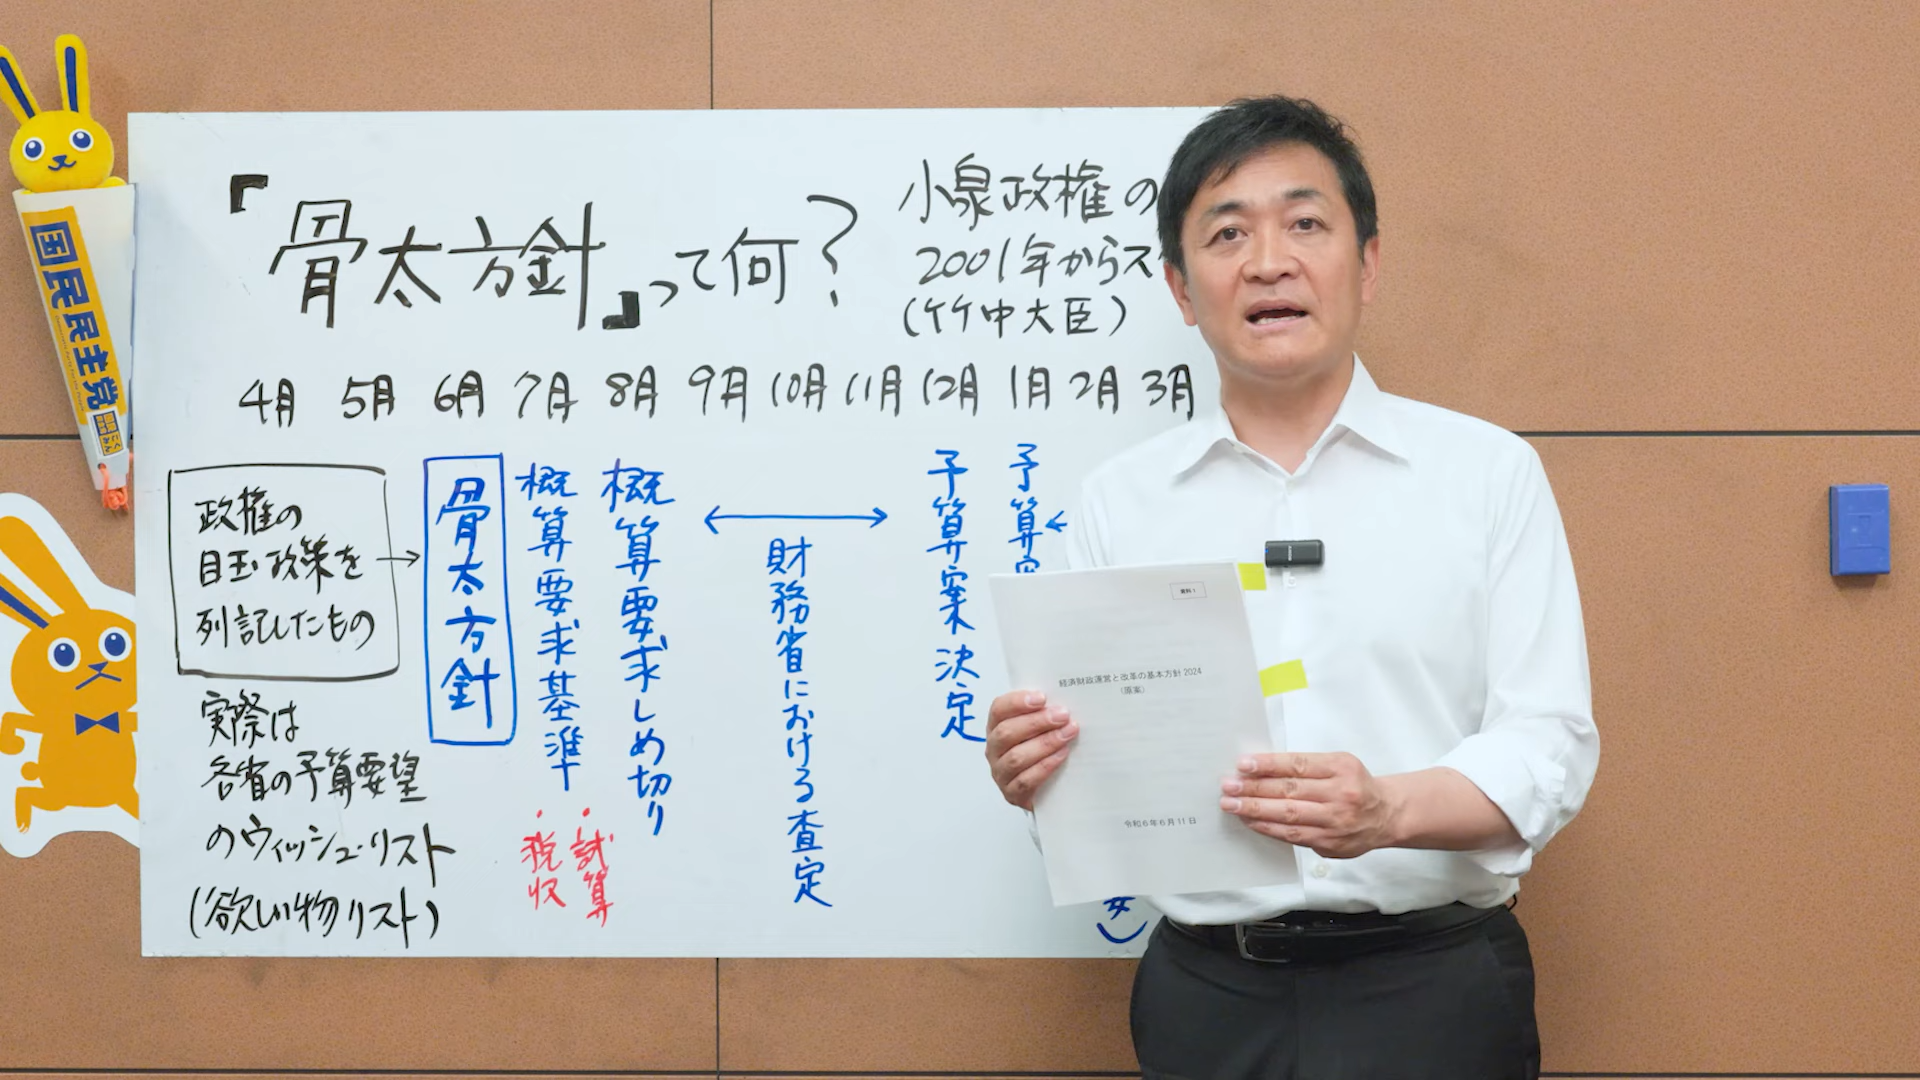 国民民主党
『骨太方針』って何？
小泉政権の
2001年からス
(竹中大臣)
4月 5月 6月 7月 8月 9月 10月 11月 12月 1月 2月 3月
政権の
目玉政策を
列記したもの
骨太方針
概算要求基準
・税収
・試算
概算要求しめ切り
財務省における査定
予算案決定
予算
実際は
各省の予算要望
のウィッシュ・リスト
(欲しい物リスト)
資料1
経済財政運営と改革の基本方針 2024
（原案）
令和6年6月11日